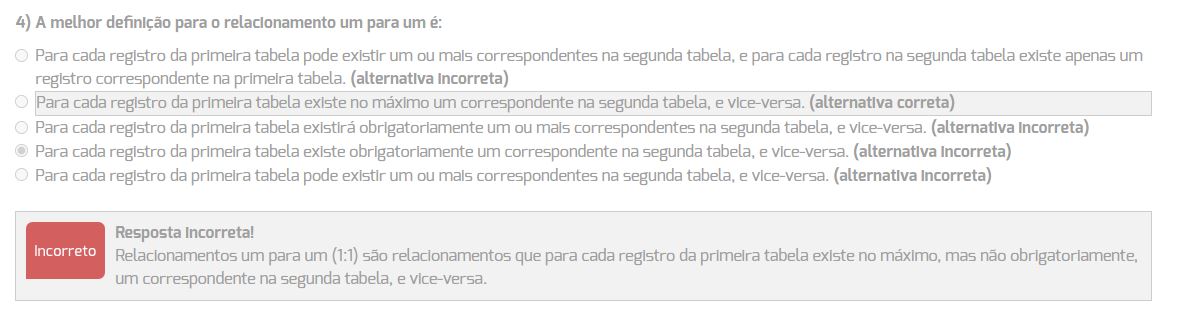 4) A melhor definição para o relacionamento um para um é:
Para cada registro da primeira tabela pode existir um ou mais correspondentes na segunda tabela, e para cada registro na segunda tabela existe apenas um
registro correspondente na primeira tabela. (alternativa incorreta)
Para cada registro da primeira tabela existe no máximo um correspondente na segunda tabela, e vice-versa. (alternativa correta)
Para cada registro da primeira tabela existirá obrigatoriamente um ou mais correspondentes na segunda tabela, e vice-versa. (alternativa incorreta)
Para cada registro da primeira tabela existe obrigatoriamente um correspondente na segunda tabela, e vice-versa. (alternativa incorreta)
Para cada registro da primeira tabela pode existir um ou mais correspondentes na segunda tabela, e vice-versa. (alternativa incorreta)
Incorreto
Resposta incorreta!
Relacionamentos um para um (1:1) são relacionamentos que para cada registro da primeira tabela existe no máximo, mas não obrigatoriamente,
um correspondente na segunda tabela, e vice-versa.